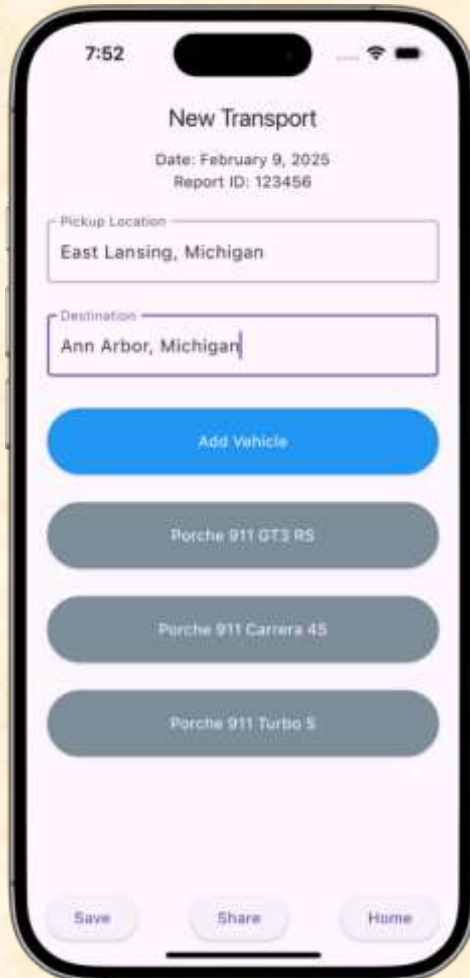 7:52
New Transport
Date: February 9, 2025
Report ID: 123456
Pickup Location
East Lansing, Michigan
Destination
Ann Arbor, Michigan
Add Vehicle
Porche 911 GT3 RS
Porche 911 Carrera 4S
Porche 911 Turbo S
Save
Share
Home